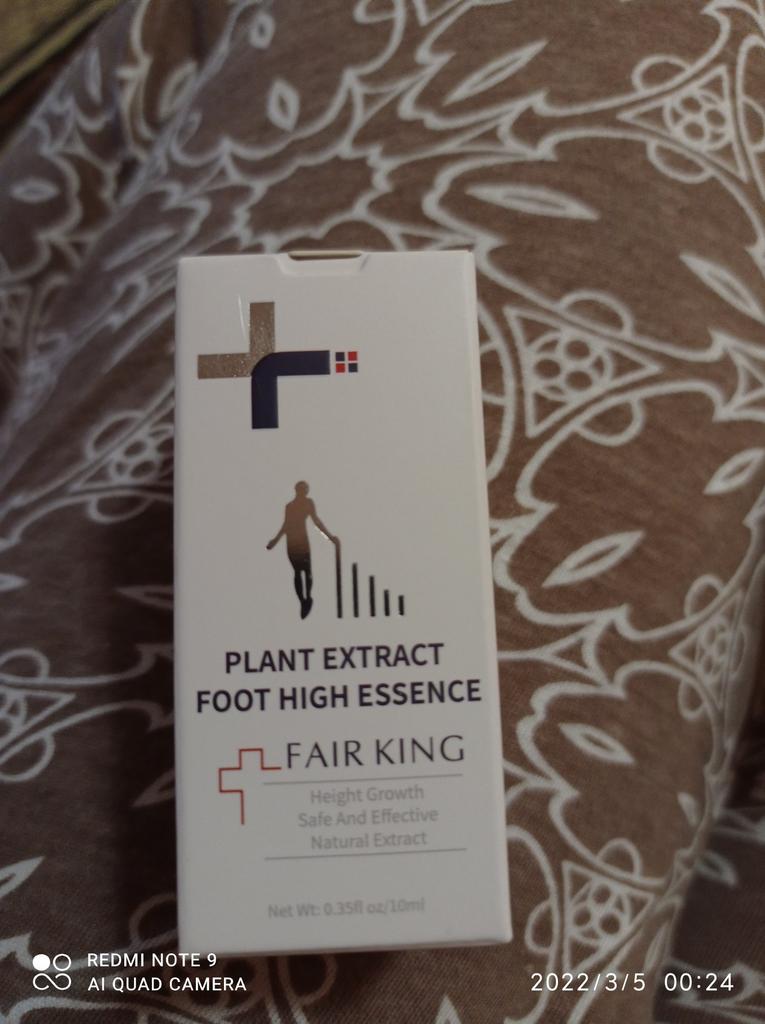 PLANT EXTRACT
FOOT HIGH ESSENCE
FAIR KING
Height Growth
Safe And Effective
Natural Extract
Net Wt: 0.35fl oz/10ml
REDMI NOTE 9
AI QUAD CAMERA
2022/3/5 00:24